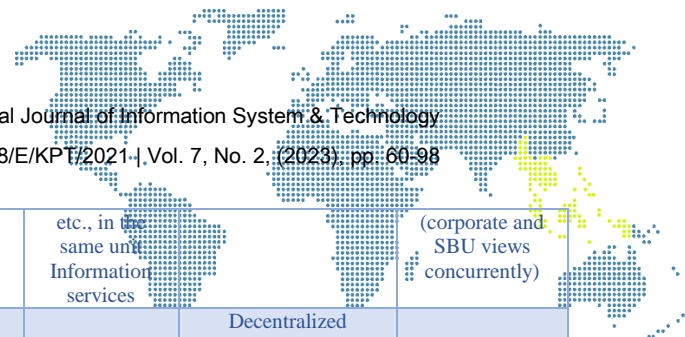 al Journal of Information System & Technology
8/E/KPT/2021 | Vol. 7, No. 2, (2023), pp. 60-98
etc., in the
same unit
Information
services
(corporate and
SBU views
concurrently)
Decentralized